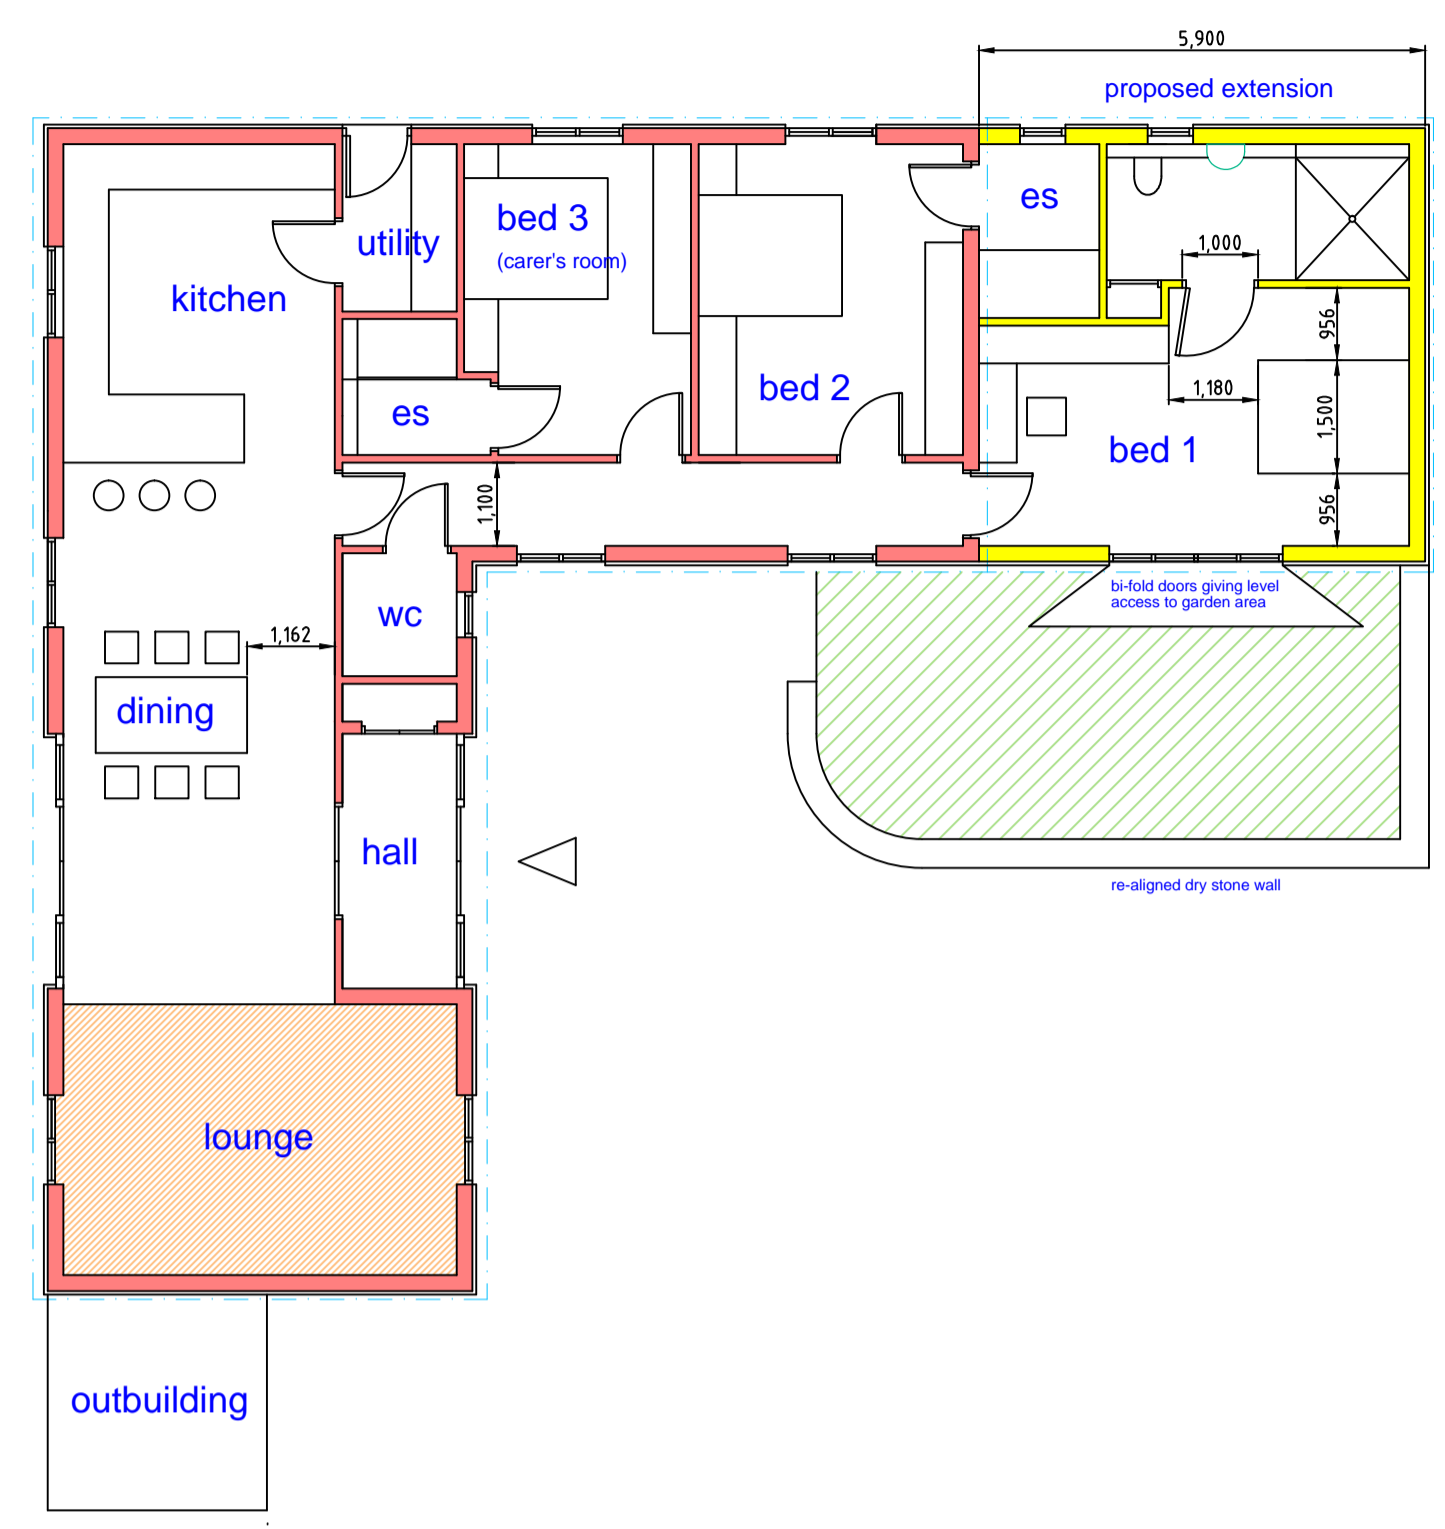 5,900
proposed extension
bed 3
(carer's room)
utility
kitchen
es
1,000
956
1,180
1,500
bed 2
es
bed 1
1,100
956
bi-fold doors giving level
access to garden area
wc
1,162
dining
hall
re-aligned dry stone wall
lounge
outbuilding